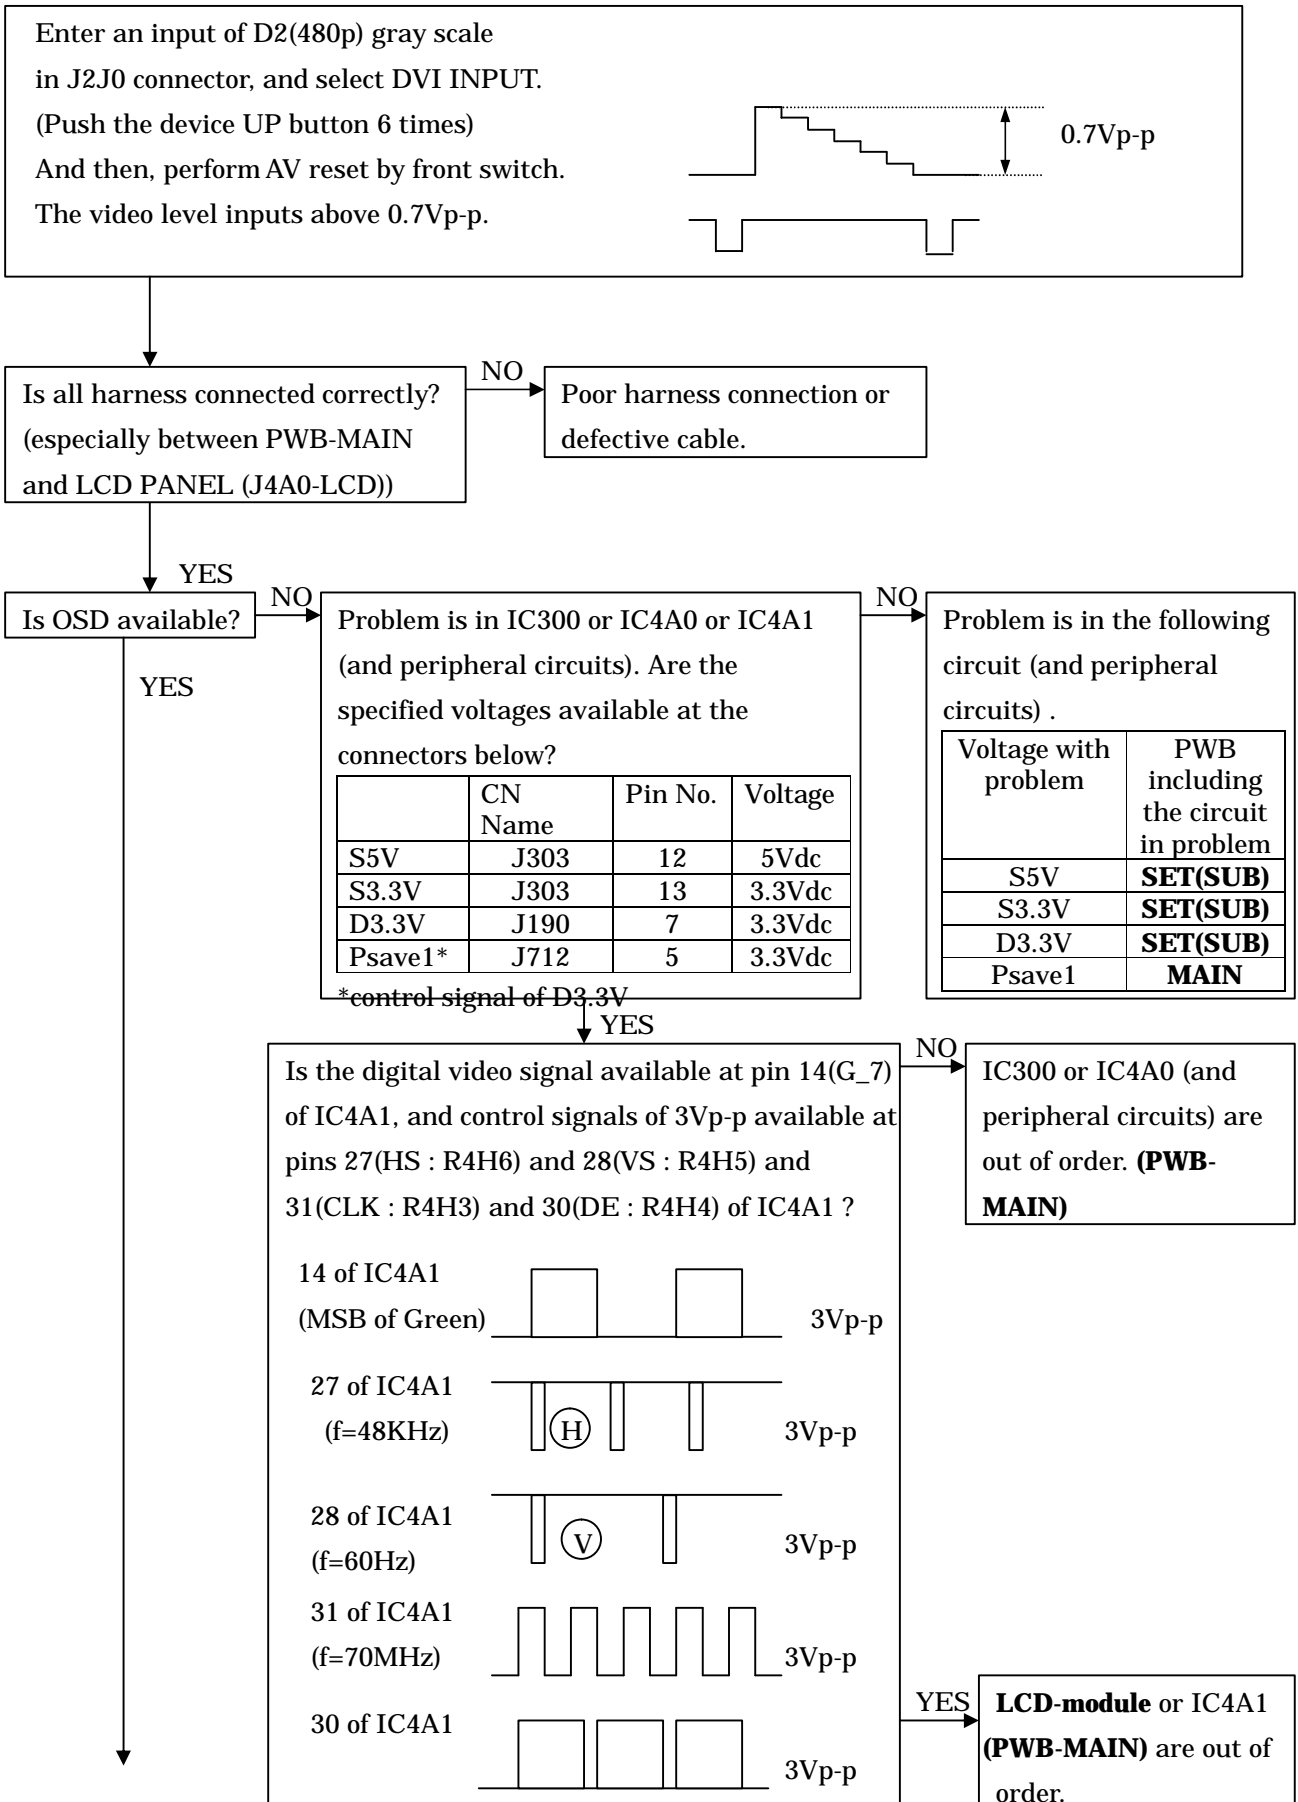 Enter an input of D2(480p) gray scale
in J2J0 connector, and select DVI INPUT.
(Push the device UP button 6 times)
And then, perform AV reset by front switch.
The video level inputs above 0.7Vp-p.
0.7Vp-p
Is all harness connected correctly?
(especially between PWB-MAIN
and LCD PANEL (J4A0-LCD))
NO
Poor harness connection or
defective cable.
YES
Is OSD available?
NO
YES
Problem is in IC300 or IC4A0 or IC4A1
(and peripheral circuits). Are the
specified voltages available at the
connectors below?
CN Pin No. Voltage
Name
S5V J303 12 5Vdc
S3.3V J303 13 3.3Vdc
D3.3V J190 7 3.3Vdc
Psave1* J712 5 3.3Vdc
*control signal of D3.3V
NO
Problem is in the following
circuit (and peripheral
circuits) .
Voltage with PWB
problem including
the circuit
in problem
S5V SET(SUB)
S3.3V SET(SUB)
D3.3V SET(SUB)
Psave1 MAIN
YES
Is the digital video signal available at pin 14(G_7)
of IC4A1, and control signals of 3Vp-p available at
pins 27(HS : R4H6) and 28(VS : R4H5) and
31(CLK : R4H3) and 30(DE : R4H4) of IC4A1 ?
NO
IC300 or IC4A0 (and
peripheral circuits) are
out of order. (PWB-
MAIN)
14 of IC4A1
(MSB of Green)
3Vp-p
27 of IC4A1
(f=48KHz)
H
3Vp-p
28 of IC4A1
(f=60Hz)
V
3Vp-p
31 of IC4A1
(f=70MHz)
3Vp-p
30 of IC4A1
3Vp-p
YES
LCD-module or IC4A1
(PWB-MAIN) are out of
order.